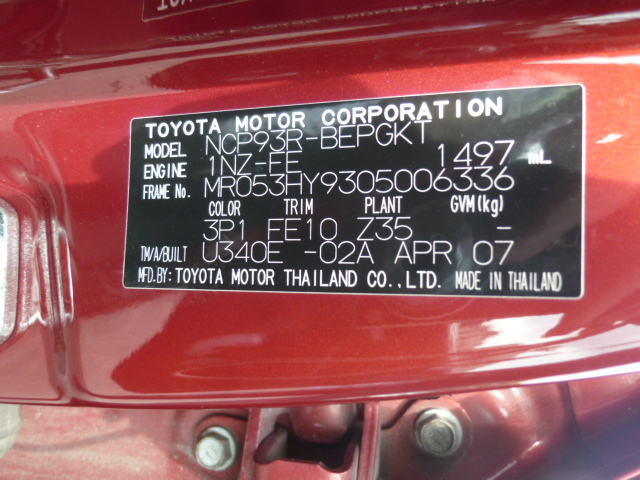 TOYOTA MOTOR CORPORATION
MODEL NCP93R-BEPGKT
ENGINE 1NZ-FE 1497 mL
FRAME No. MR053HY9305006336
COLOR TRIM PLANT GVM(kg)
3P1 FE10 Z35 -
TM/A/BUILT U340E -02A APR 07
MFD.BY: TOYOTA MOTOR THAILAND CO.,LTD. MADE IN THAILAND